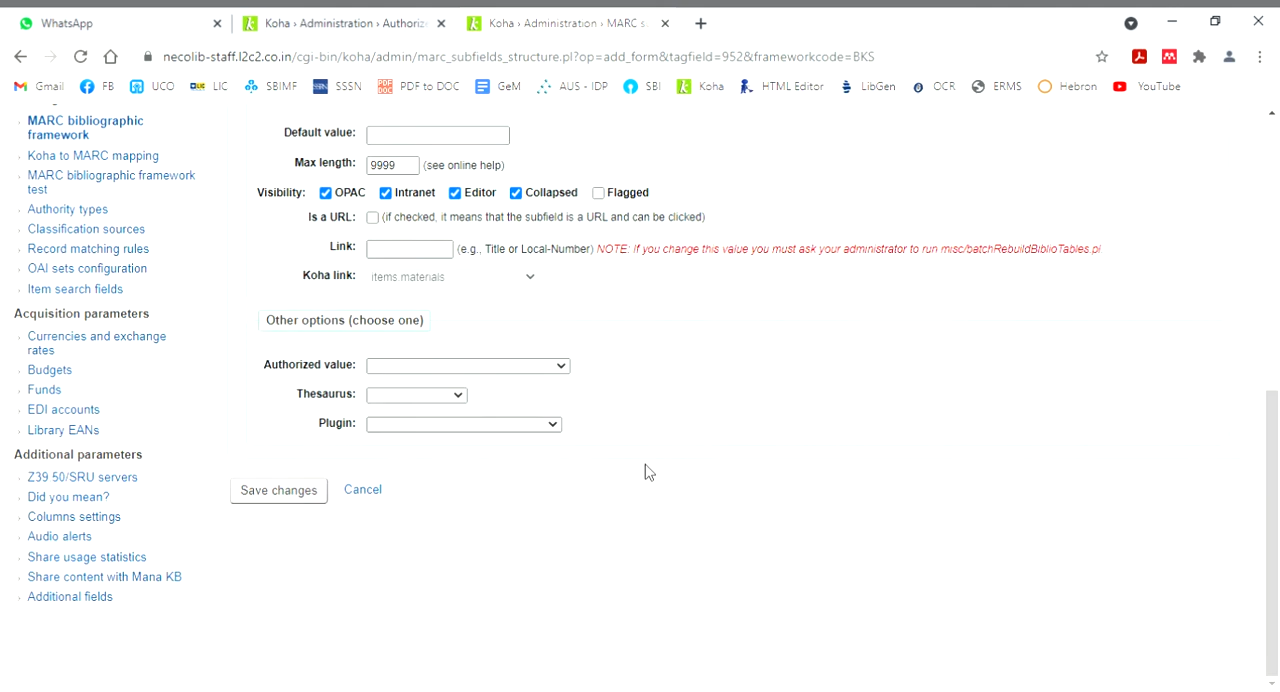 WhatsApp
Koha › Administration › Authoriz
Koha › Administration › MARC s
necolib-staff.l2c2.co.in/cgi-bin/koha/admin/marc_subfields_structure.pl?op=add_form&tagfield=952&frameworkcode=BKS
Gmail FB UCO LIC SBIMF SSSN PDF to DOC GeM AUS - IDP SBI Koha HTML Editor LibGen OCR ERMS Hebron YouTube
MARC bibliographic
framework
Koha to MARC mapping
MARC bibliographic framework
test
Authority types
Classification sources
Record matching rules
OAI sets configuration
Item search fields
Acquisition parameters
Currencies and exchange
rates
Budgets
Funds
EDI accounts
Library EANs
Additional parameters
Z39.50/SRU servers
Did you mean?
Columns settings
Audio alerts
Share usage statistics
Share content with Mana KB
Additional fields
Default value:
Max length: 9999 (see online help)
Visibility: OPAC Intranet Editor Collapsed Flagged
Is a URL: (if checked, it means that the subfield is a URL and can be clicked)
Link: (e.g., Title or Local-Number) NOTE: If you change this value you must ask your administrator to run misc/batchRebuildBiblioTables.pl.
Koha link: items.materials
Other options (choose one)
Authorized value:
Thesaurus:
Plugin:
Save changes Cancel